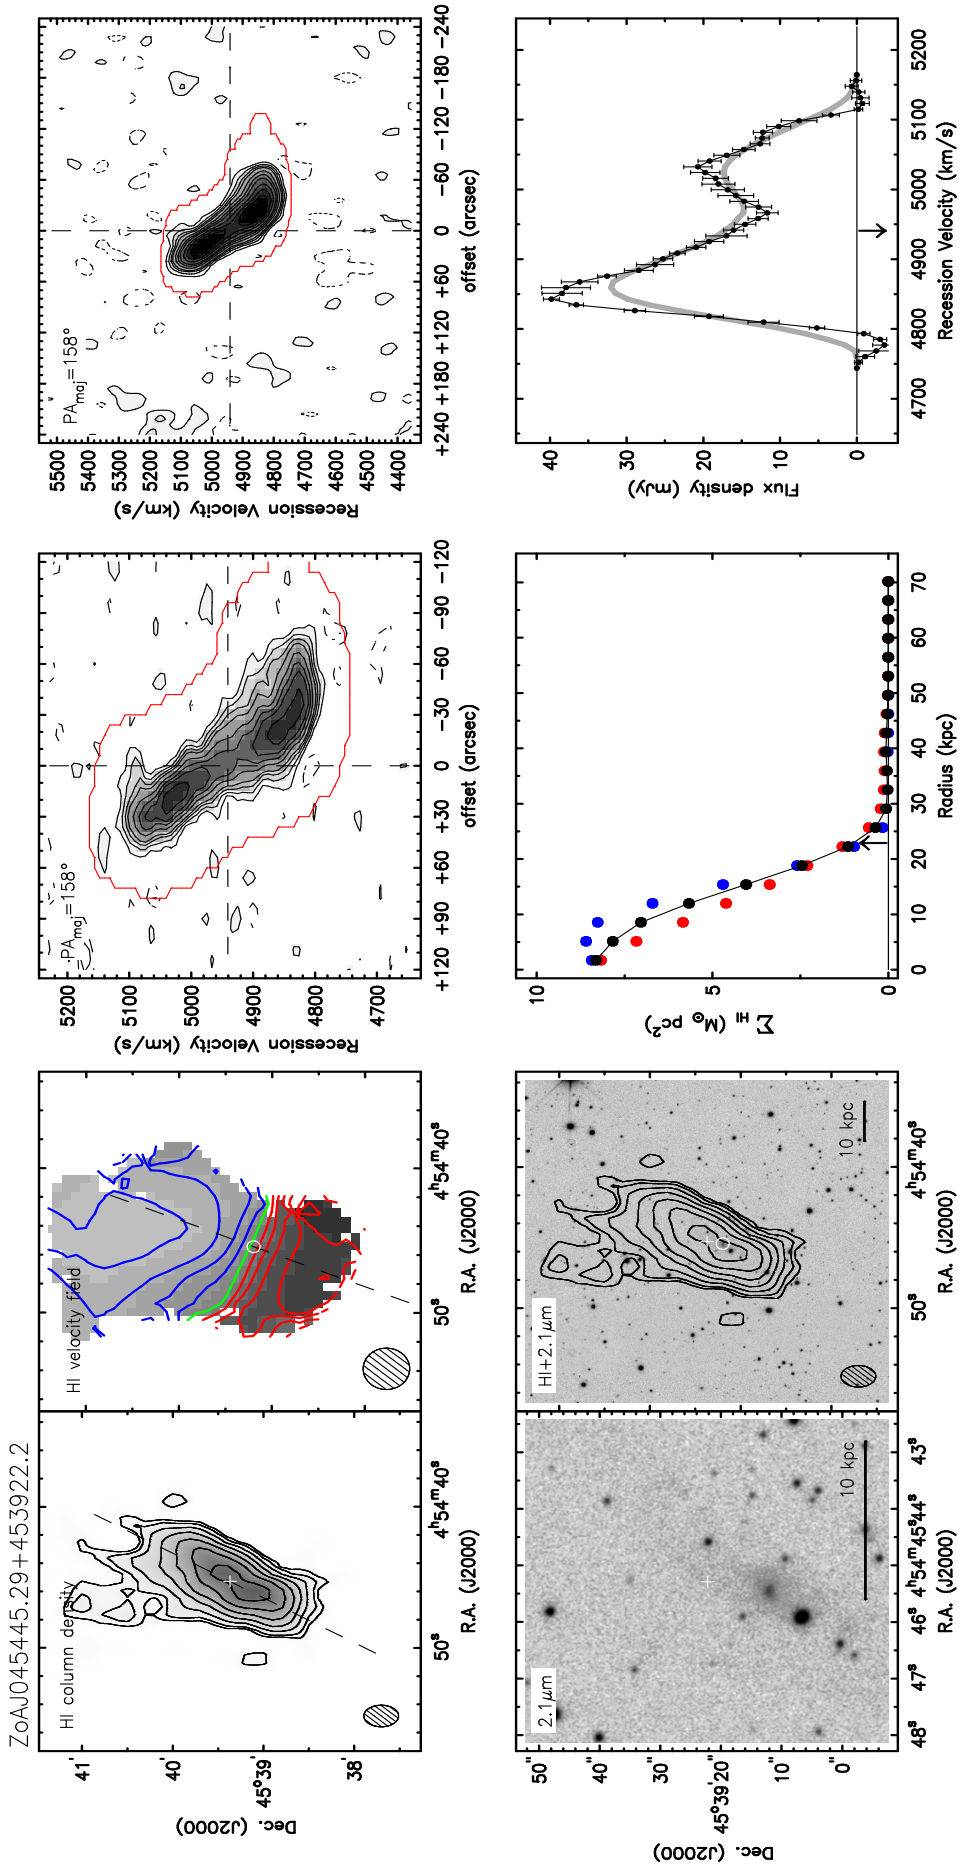 ZoAJ045445.29+453922.2
HI column density
41'
40'
45°39'
38'
Dec. (J2000)
50ˢ
4ʰ54ᵐ40ˢ
R.A. (J2000)
HI velocity field
50ˢ
4ʰ54ᵐ40ˢ
R.A. (J2000)
PAmaj=158°
5200
5100
5000
4900
4800
4700
Recession Velocity (km/s)
+120 +90 +60 +30 0 -30 -60 -90 -120
offset (arcsec)
PAmaj=158°
5500
5400
5300
5200
5100
5000
4900
4800
4700
4600
4500
4400
Recession Velocity (km/s)
+240 +180 +120 +60 0 -60 -120 -180 -240
offset (arcsec)
2.1μm
10 kpc
50"
40"
30"
45°39'20"
10"
0"
Dec. (J2000)
48ˢ 47ˢ 46ˢ 4ʰ54ᵐ45ˢ 44ˢ 43ˢ
R.A. (J2000)
HI+2.1μm
10 kpc
50ˢ
4ʰ54ᵐ40ˢ
R.A. (J2000)
10
5
0
Σ HI (M⊙ pc²)
0 10 20 30 40 50 60 70
Radius (kpc)
40
30
20
10
0
Flux density (mJy)
4700 4800 4900 5000 5100 5200
Recession Velocity (km/s)